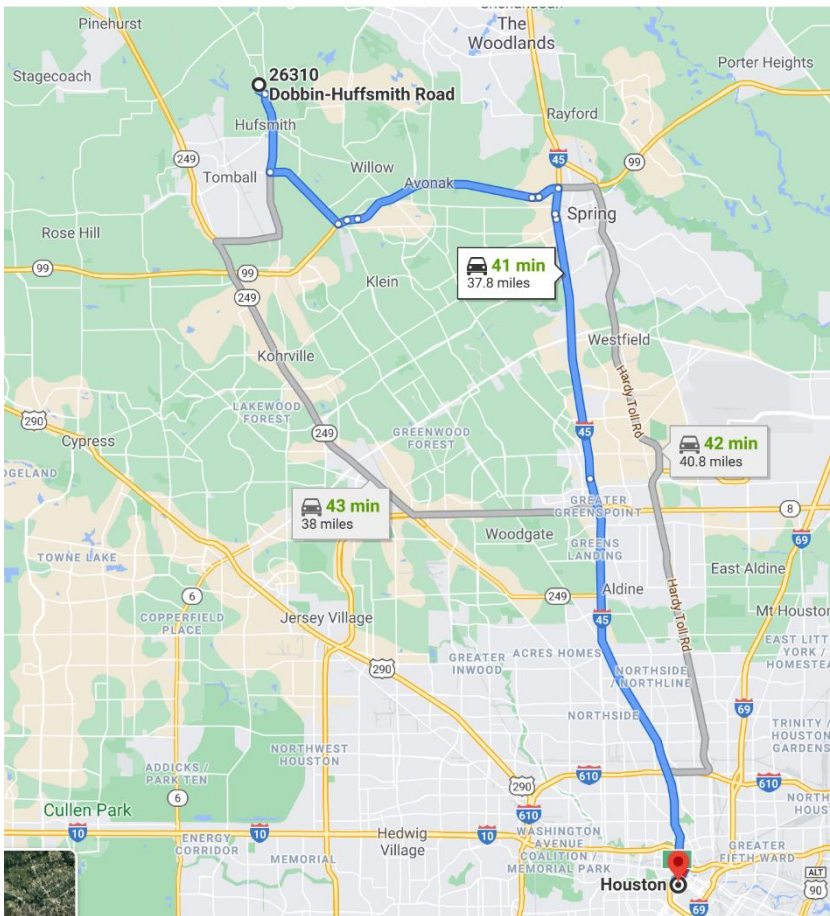 The
Woodlands
Pinehurst
Stagecoach
Porter Heights
26310
Dobbin-Huffsmith Road
Rayford
Hufsmith
45
99
249
Tomball
Willow
Avonak
Spring
Rose Hill
41 min
37.8 miles
99
99
Klein
249
Westfield
Kohrville
Hardy Toll Rd
LAKEWOOD
FOREST
290
Cypress
249
GREENWOOD
FOREST
45
42 min
40.8 miles
43 min
38 miles
GREATER
GREENSPOINT
8
Woodgate
GREENS
LANDING
69
TOWNE LAKE
East Aldine
6
249
Aldine
Hardy Toll Rd
COPPERFIELD
PLACE
Jersey Village
45
Mt Houston
290
GREATER
INWOOD
ACRES HOMES
NORTHSIDE
/ NORTHLINE
NORTHSIDE
69
NORTHWEST
HOUSTON
ADDICKS /
PARK TEN
290
610
610
6
Cullen Park
610
10
10
10
ENERGY
CORRIDOR
Hedwig
Village
MEMORIAL
WASHINGTON
AVENUE
COALITION /
MEMORIAL PARK
GREATER
FIFTH WARD
Houston
69
ALT
90